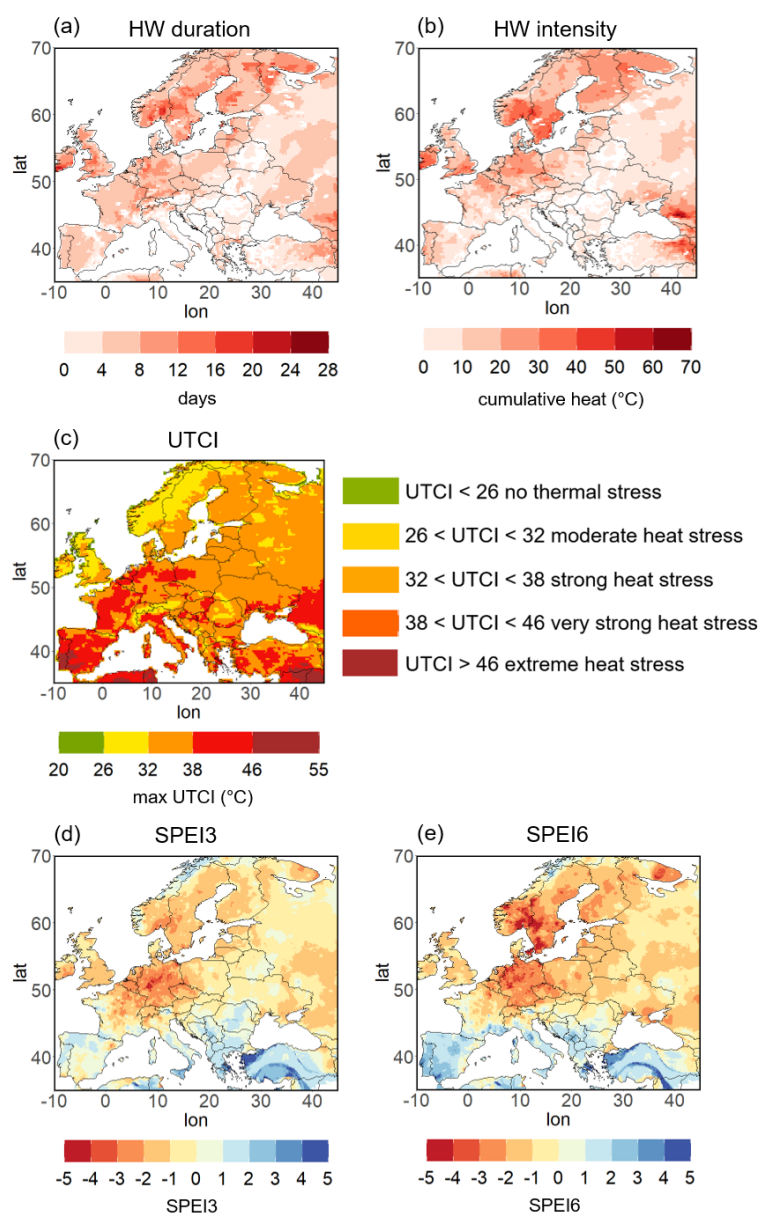 (a) HW duration
70
60
50
40
lat
-10 0 10 20 30 40
lon
0 4 8 12 16 20 24 28
days
(b) HW intensity
70
60
50
40
lat
-10 0 10 20 30 40
lon
0 10 20 30 40 50 60 70
cumulative heat (°C)
(c) UTCI
70
60
50
40
lat
-10 0 10 20 30 40
lon
20 26 32 38 46 55
max UTCI (°C)
UTCI < 26 no thermal stress
26 < UTCI < 32 moderate heat stress
32 < UTCI < 38 strong heat stress
38 < UTCI < 46 very strong heat stress
UTCI > 46 extreme heat stress
(d) SPEI3
70
60
50
40
lat
-10 0 10 20 30 40
lon
-5 -4 -3 -2 -1 0 1 2 3 4 5
SPEI3
(e) SPEI6
70
60
50
40
lat
-10 0 10 20 30 40
lon
-5 -4 -3 -2 -1 0 1 2 3 4 5
SPEI6